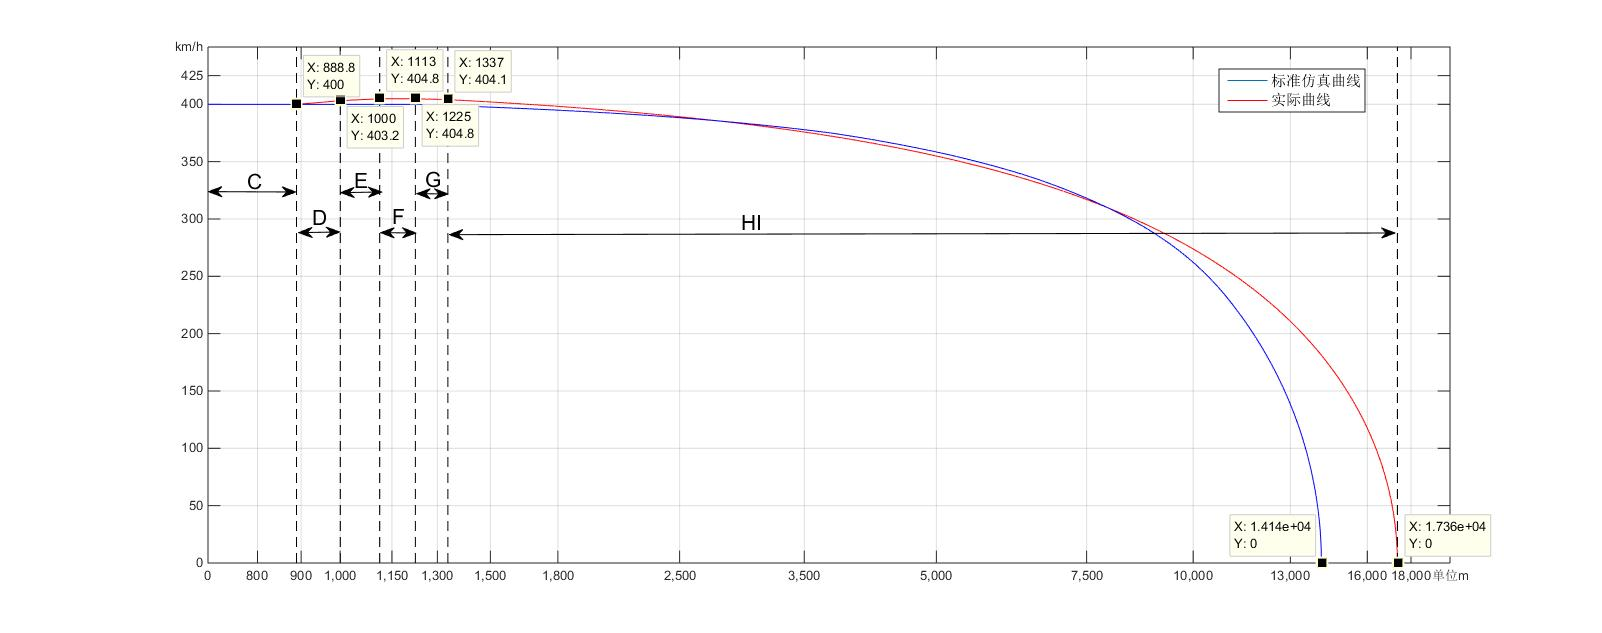 km/h
425
400
350
300
250
200
150
100
50
0
X: 888.8
Y: 400
X: 1113
Y: 404.8
X: 1337
Y: 404.1
X: 1000
Y: 403.2
X: 1225
Y: 404.8
标准仿真曲线
实际曲线
C
E
G
D
F
HI
X: 1.414e+04
Y: 0
X: 1.736e+04
Y: 0
0 800 900 1,000 1,150 1,300 1,500 1,800 2,500 3,500 5,000 7,500 10,000 13,000 16,000 18,000 单位m